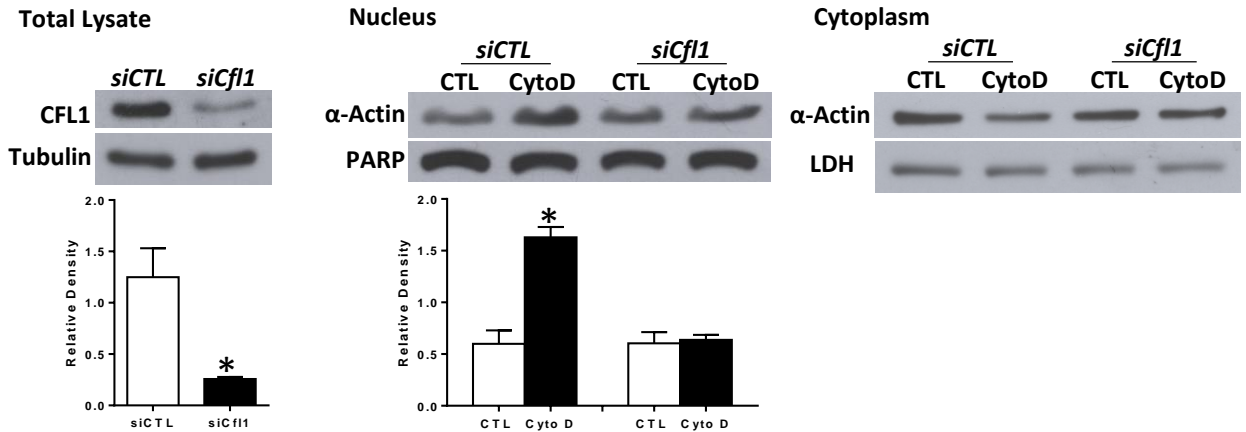 Total Lysate
siCTL siCfl1
CFL1
Tubulin
2.0
1.5
1.0
0.5
0.0
Relative Density
*
siCTL siCfl1
Nucleus
siCTL siCfl1
CTL CytoD CTL CytoD
α-Actin
PARP
2.0
1.5
1.0
0.5
0.0
Relative Density
*
CTL Cyto D CTL Cyto D
Cytoplasm
siCTL siCfl1
CTL CytoD CTL CytoD
α-Actin
LDH